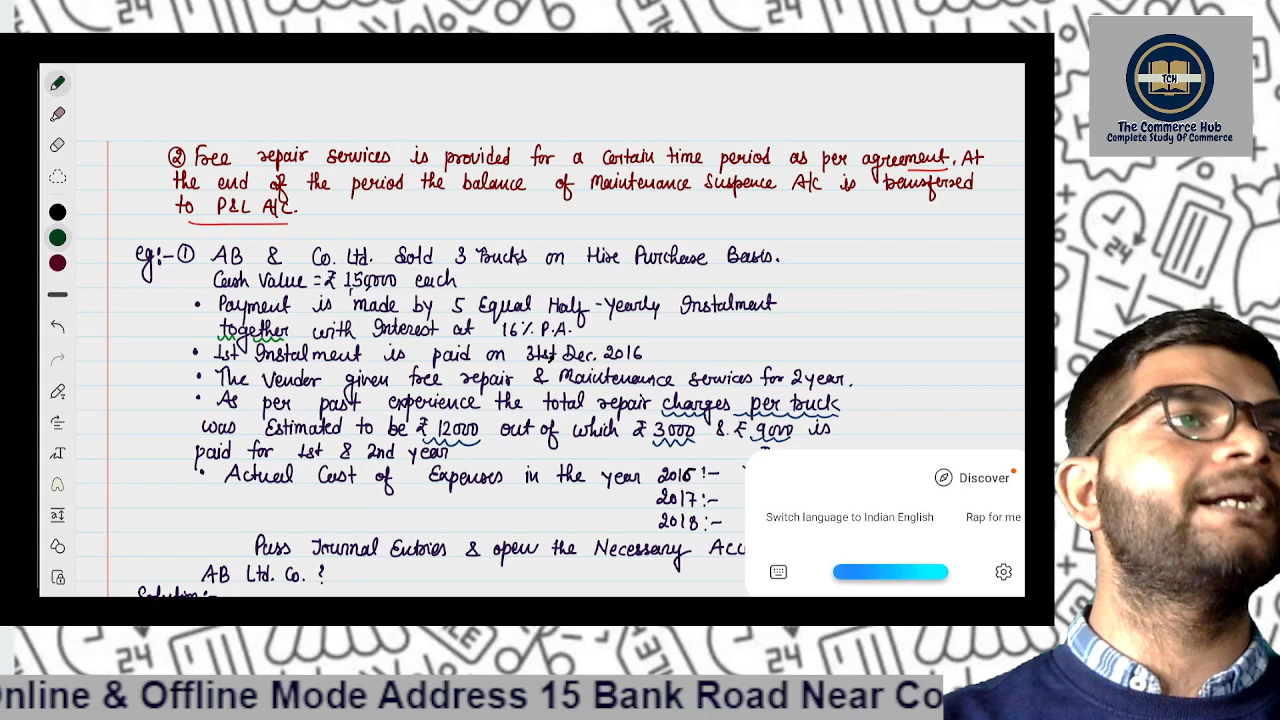 TCH
The Commerce Hub
Complete Study Of Commerce
② Free repair services is provided for a certain time period as per agreement. At
the end of the period the balance of Maintenance Suspence A/C is transfersed
to P&L A/C.
eg:-① AB & Co. Ltd. Sold 3 Trucks on Hire Purchase Basis.
Cash Value = ₹ 150,000 each
• Payment is made by 5 Equal Half-Yearly Instalment
together with Interest at 16% P.A.
• 1st Instalment is paid on 31st Dec. 2016
• The Vender given free repair & Maintenance services for 2 year.
• As per past experience the total repair charges per truck
was Estimated to be ₹ 12000 out of which ₹ 3000 & ₹ 9000 is
paid for 1st & 2nd year
• Actual Cost of Expenses in the year 2016:-
2017:-
2018:-
Pass Journal Entries & open the Necessary Acc
AB Ltd. Co. ?
Solution:-
Discover
Switch language to Indian English Rap for me
Online & Offline Mode Address 15 Bank Road Near Co